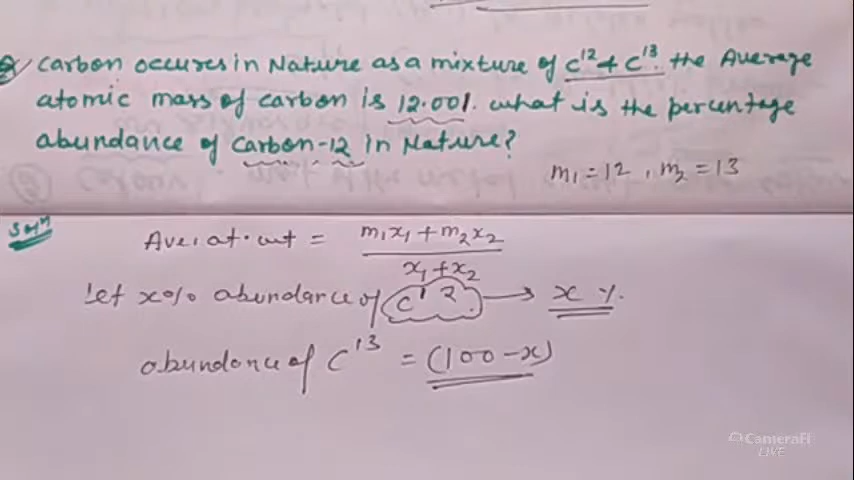 Q/ Carbon occures in Nature as a mixture of C¹² & C¹³. the Average
atomic mass of carbon is 12.001. what is the percentage
abundance of Carbon-12 in Nature?
m₁ = 12 , m₂ = 13
Solⁿ
Ave. at. wt = m₁x₁ + m₂x₂ / x₁ + x₂
Let x% abundance of C¹² → x %.
abundance of C¹³ = (100 - x)
CameraFi
LIVE